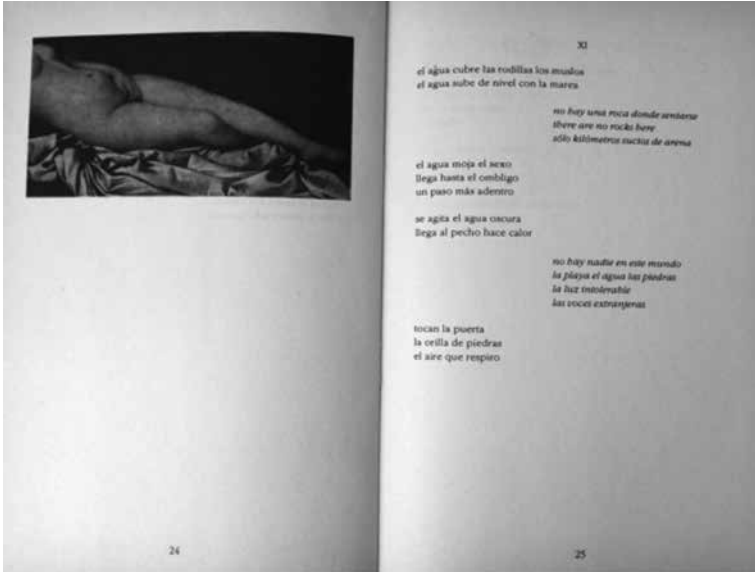 24
XI
el agua cubre las rodillas los muslos
el agua sube de nivel con la marea
no hay una roca donde sentarse
there are no rocks here
sólo kilómetros sucios de arena
el agua moja el sexo
llega hasta el ombligo
un paso más adentro
se agita el agua oscura
llega al pecho hace calor
no hay nadie en este mundo
la playa el agua las piedras
la luz intolerable
las voces extranjeras
tocan la puerta
la orilla de piedras
el aire que respiro
25